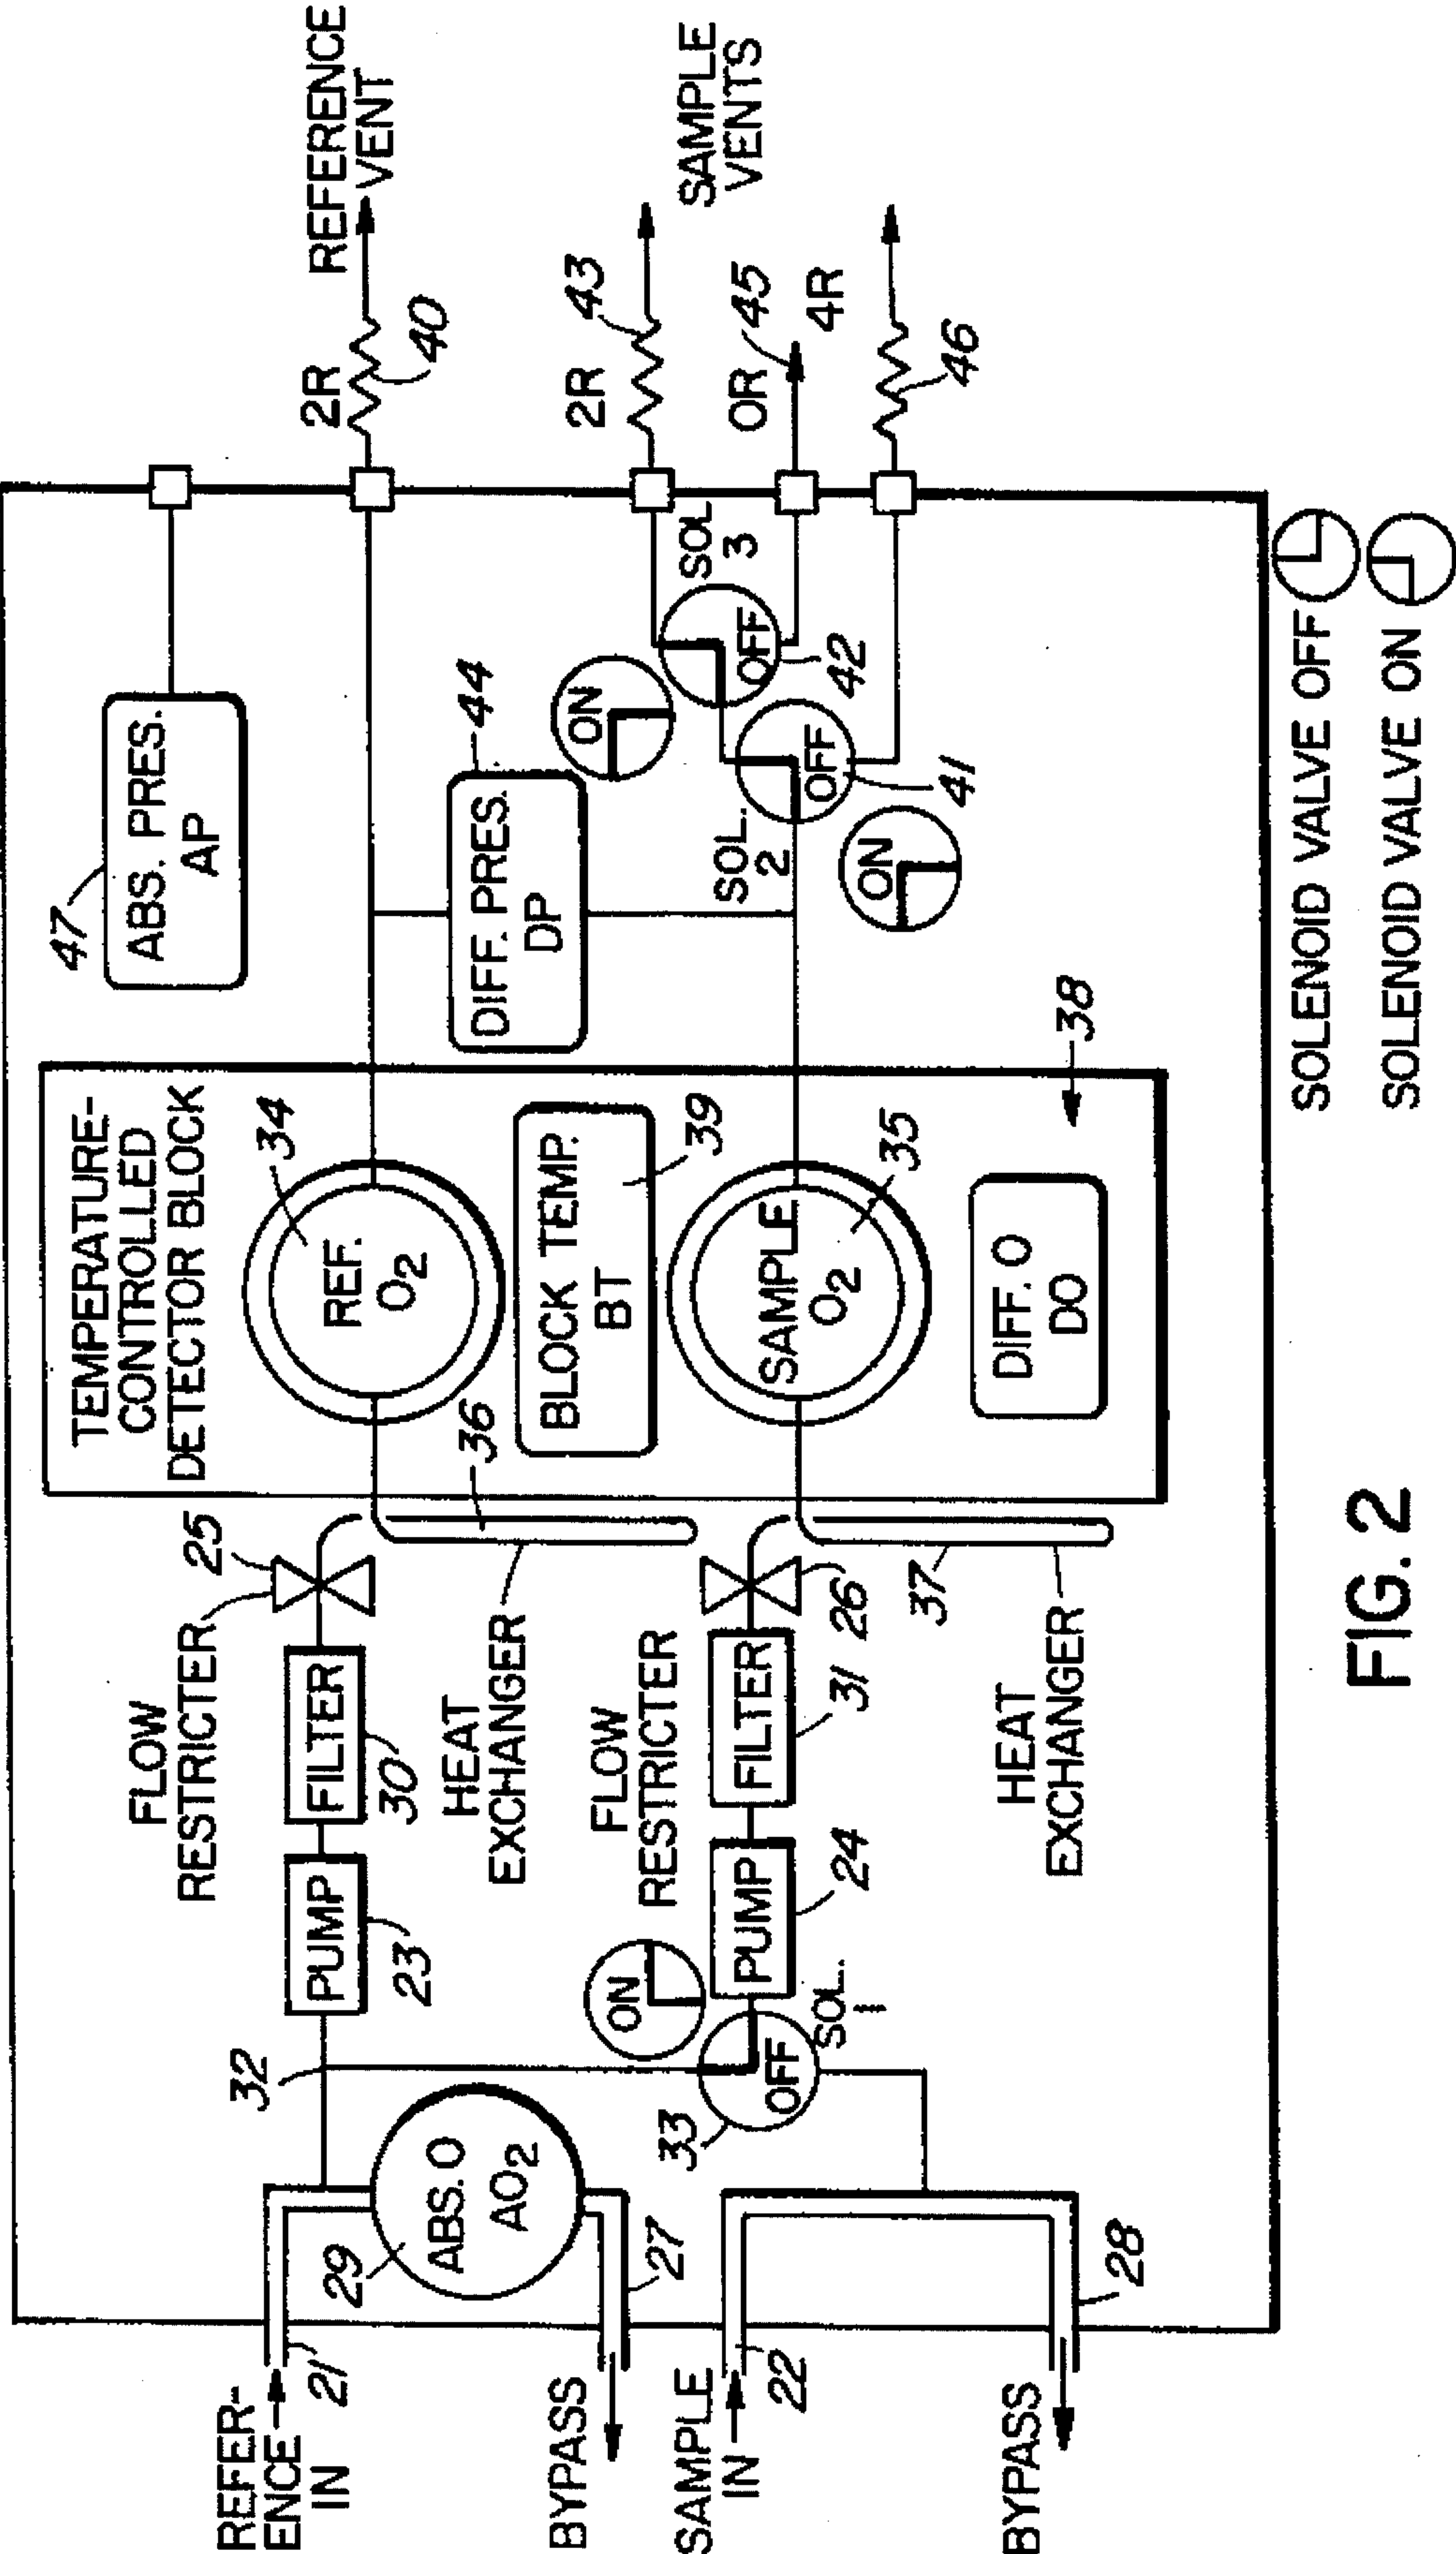 REFERENCE
VENT
2R
40
SAMPLE
VENTS
2R
43
OR
45
4R
46
47
ABS. PRES.
AP
44
DIFF. PRES.
DP
ON
SOL
3
OFF
42
SOL.
2
OFF
41
ON
TEMPERATURE-
CONTROLLED
DETECTOR BLOCK
34
REF.
O2
BLOCK TEMP.
BT
39
SAMPLE
O2
35
DIFF. O
DO
38
FLOW
RESTRICTER
25
FILTER
30
PUMP
23
HEAT
EXCHANGER
36
FLOW
RESTRICTER
26
FILTER
31
PUMP
24
HEAT
EXCHANGER
37
ON
OFF
SOL.
1
33
32
ABS. O
AO2
29
REFER-
ENCE
IN
21
BYPASS
27
SAMPLE
IN
22
BYPASS
28
SOLENOID VALVE OFF
SOLENOID VALVE ON
FIG. 2